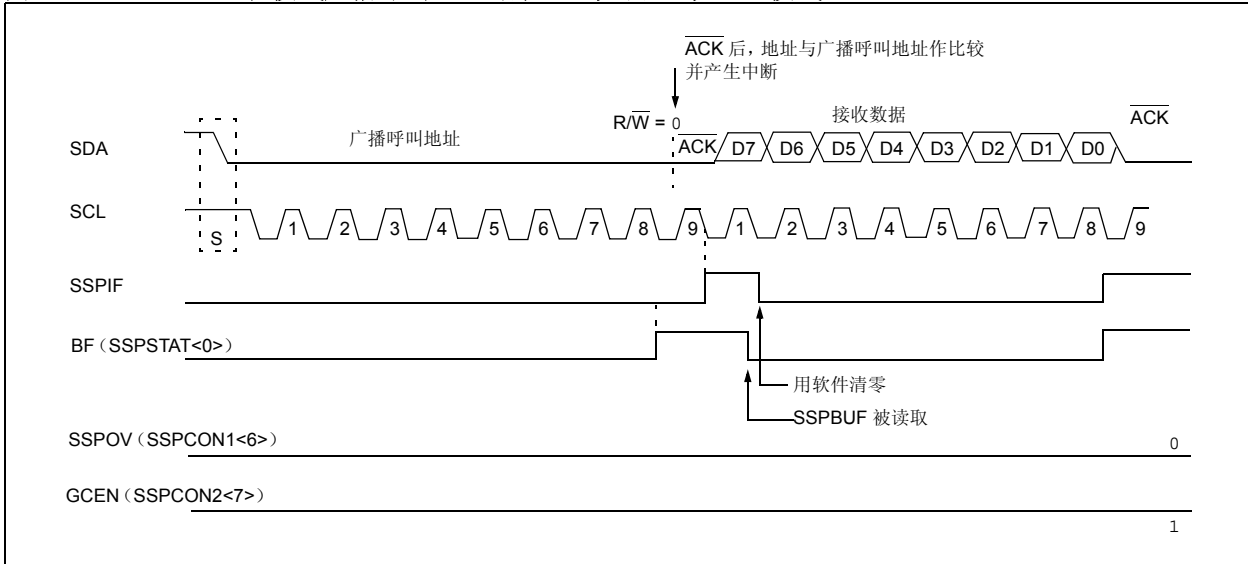 ACK 后，地址与广播呼叫地址作比较
并产生中断
R/W = 0
接收数据
ACK
SDA
广播呼叫地址
ACK D7 D6 D5 D4 D3 D2 D1 D0
SCL
S 1 2 3 4 5 6 7 8 9 1 2 3 4 5 6 7 8 9
SSPIF
BF（SSPSTAT<0>）
用软件清零
SSPBUF 被读取
SSPOV（SSPCON1<6>）
0
GCEN（SSPCON2<7>）
1